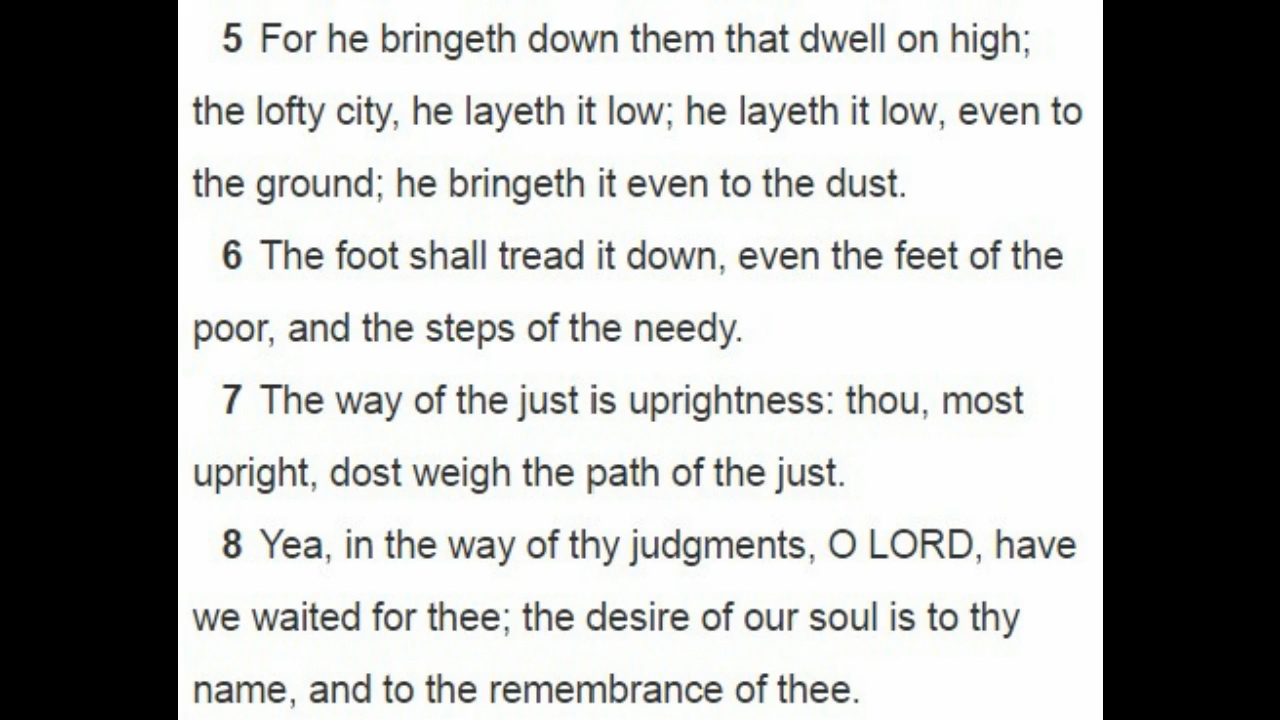 5 For he bringeth down them that dwell on high;
the lofty city, he layeth it low; he layeth it low, even to
the ground; he bringeth it even to the dust.
6 The foot shall tread it down, even the feet of the
poor, and the steps of the needy.
7 The way of the just is uprightness: thou, most
upright, dost weigh the path of the just.
8 Yea, in the way of thy judgments, O LORD, have
we waited for thee; the desire of our soul is to thy
name, and to the remembrance of thee.